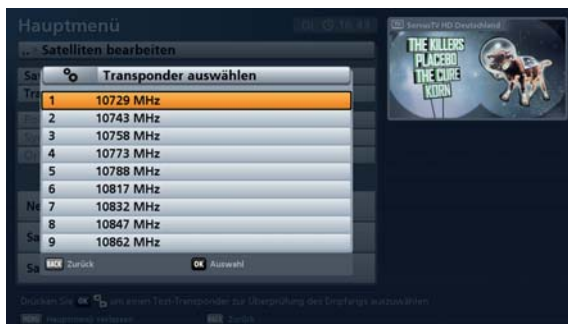 Hauptmenü
ServusTV HD Deutschland
.. Satelliten bearbeiten
THE KILLERS
PLACEBO
THE CURE
KORN
Transponder auswählen
1 10729 MHz
2 10743 MHz
3 10758 MHz
4 10773 MHz
5 10788 MHz
6 10817 MHz
7 10832 MHz
8 10847 MHz
9 10862 MHz
BACK Zurück OK Auswahl
Drücken Sie OK um einen Test-Transponder zur Überprüfung des Empfangs auszuwählen
MENU Hauptmenü verlassen BACK Zurück